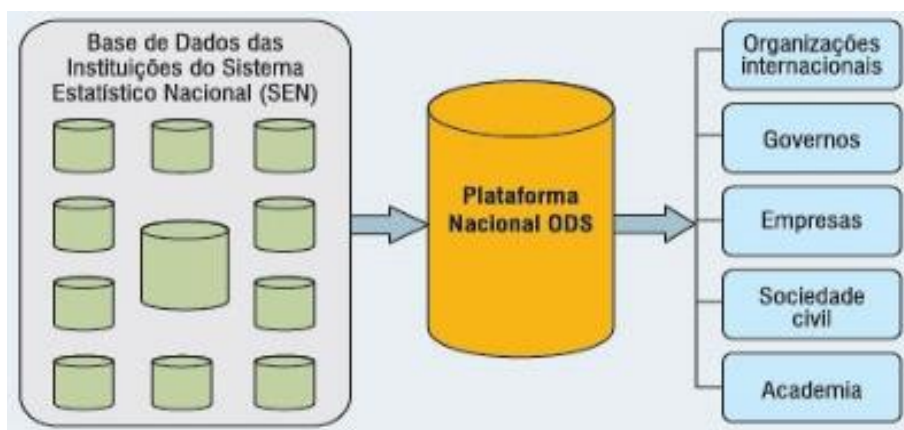 Base de Dados das
Instituições do Sistema
Estatístico Nacional (SEN)
Plataforma
Nacional ODS
Organizações
internacionais
Governos
Empresas
Sociedade
civil
Academia